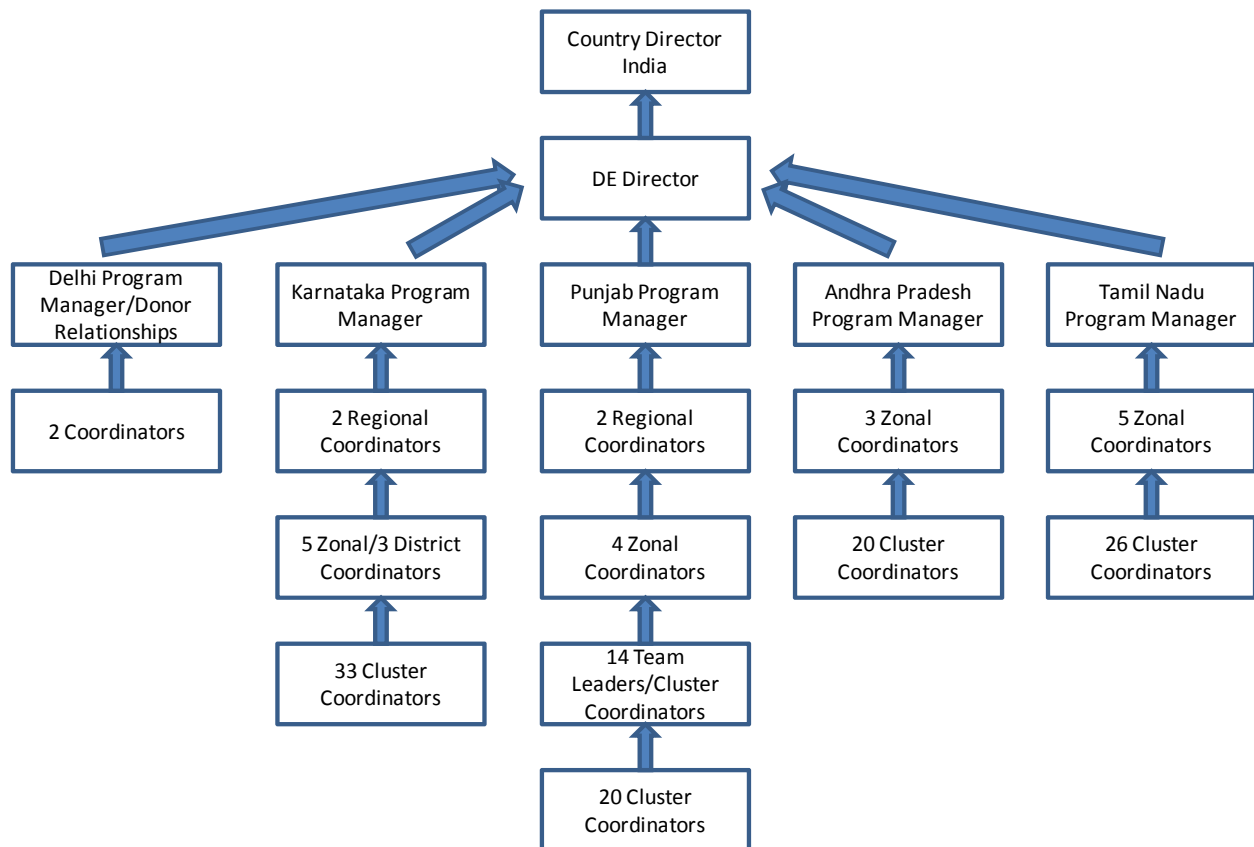 Country Director
India
DE Director
Delhi Program
Manager/Donor
Relationships
Karnataka Program
Manager
Punjab Program
Manager
Andhra Pradesh
Program Manager
Tamil Nadu
Program Manager
2 Coordinators
2 Regional
Coordinators
2 Regional
Coordinators
3 Zonal
Coordinators
5 Zonal
Coordinators
5 Zonal/3 District
Coordinators
4 Zonal
Coordinators
20 Cluster
Coordinators
26 Cluster
Coordinators
33 Cluster
Coordinators
14 Team
Leaders/Cluster
Coordinators
20 Cluster
Coordinators